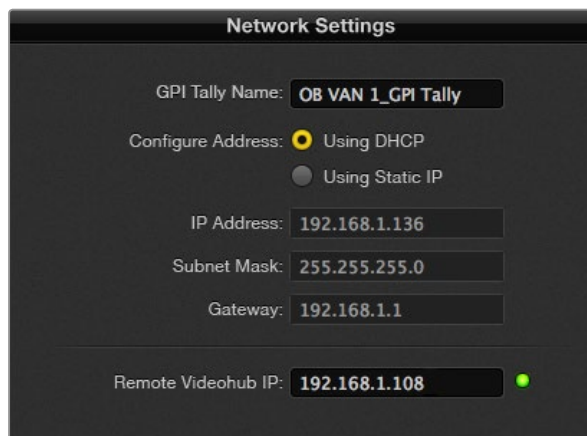 Network Settings
GPI Tally Name: OB VAN 1_GPI Tally
Configure Address: Using DHCP
Using Static IP
IP Address: 192.168.1.136
Subnet Mask: 255.255.255.0
Gateway: 192.168.1.1
Remote Videohub IP: 192.168.1.108